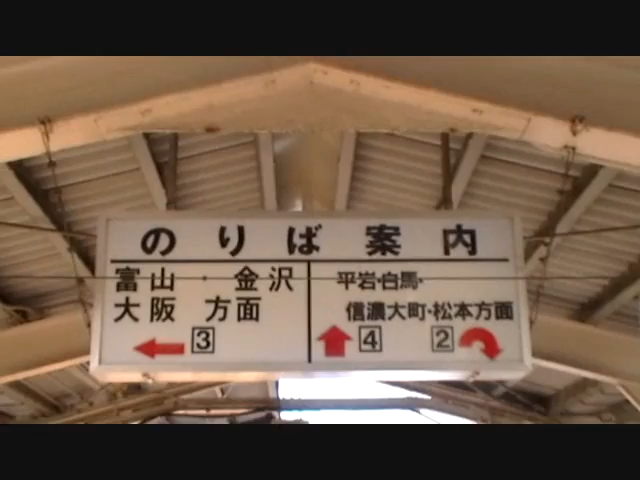 のりば案内
富山・金沢
大阪 方面
3
平岩・白馬・
信濃大町・松本方面
4 2